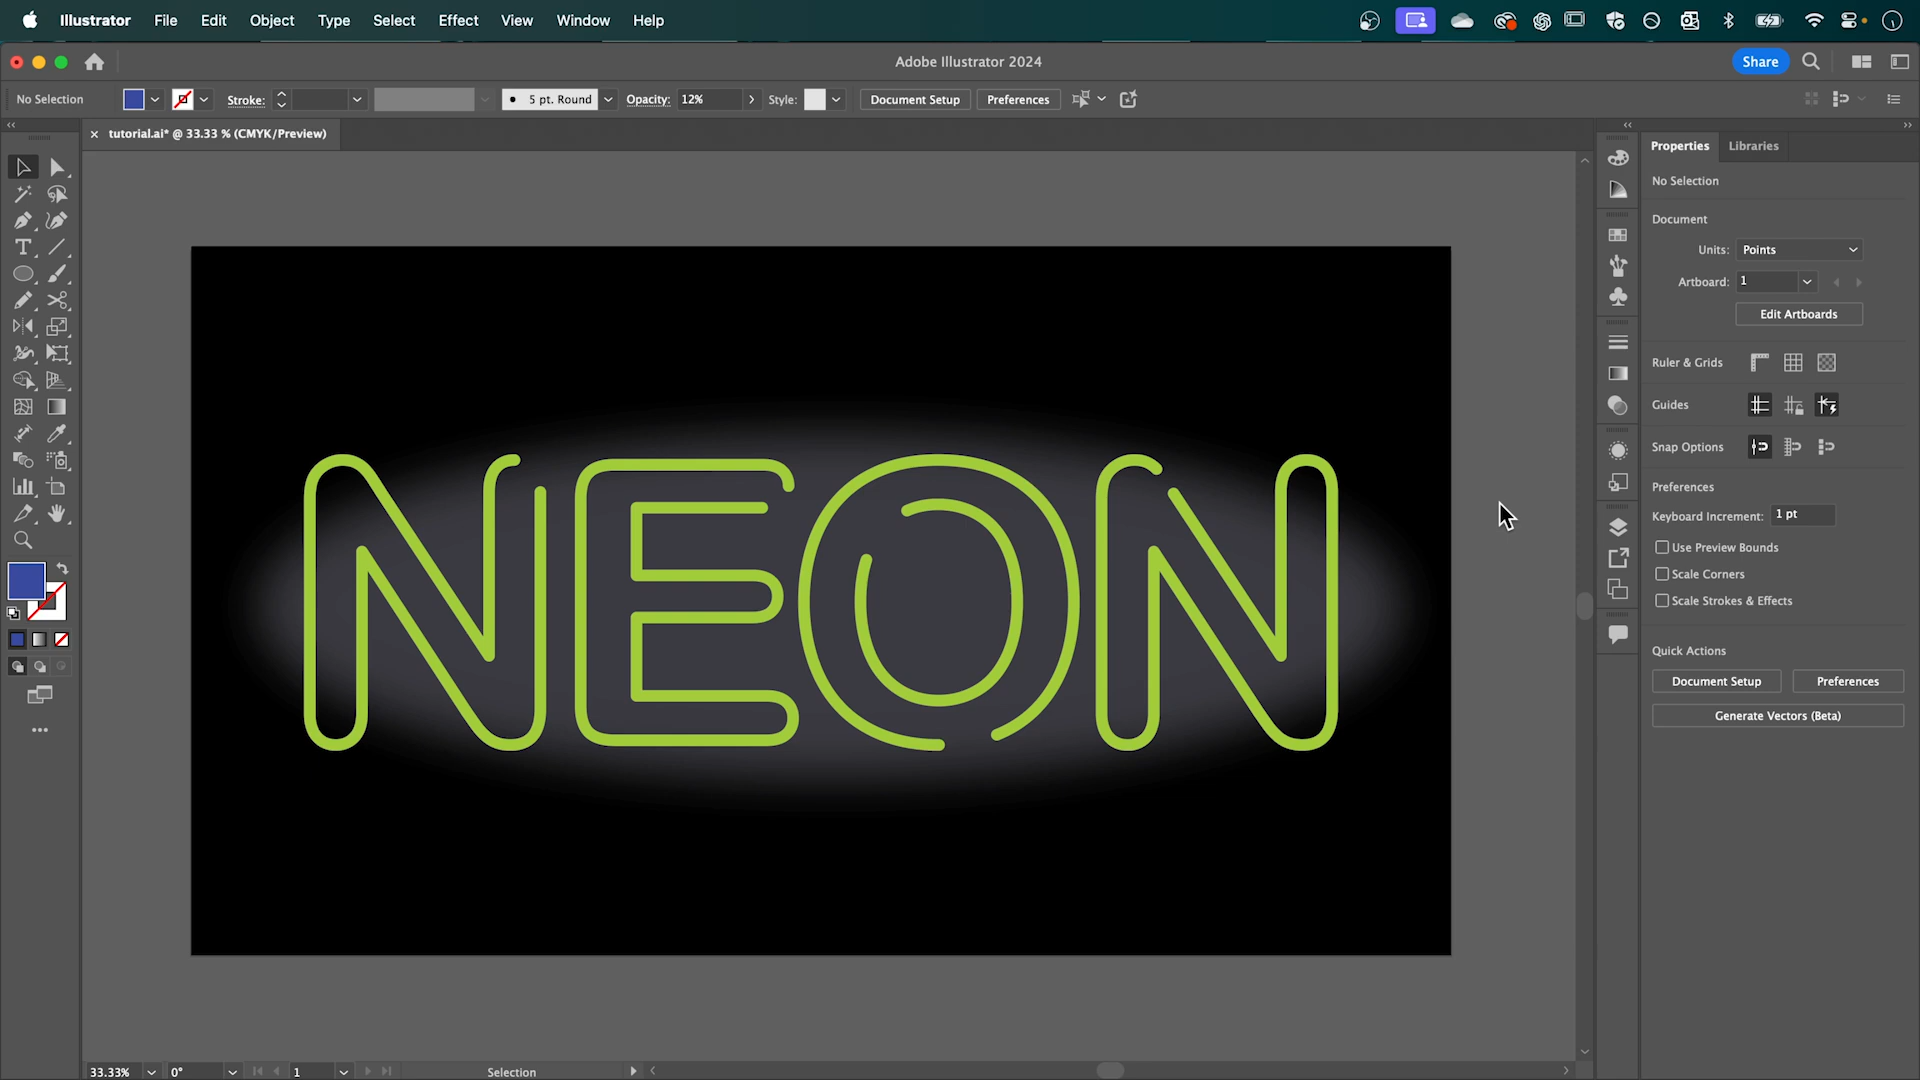 Illustrator File Edit Object Type Select Effect View Window Help
Adobe Illustrator 2024
Share
No Selection
Stroke:
5 pt. Round
Opacity: 12%
Style:
Document Setup
Preferences
× tutorial.ai* @ 33.33 % (CMYK/Preview)
NEON
Properties
Libraries
No Selection
Document
Units: Points
Artboard: 1
Edit Artboards
Ruler & Grids
Guides
Snap Options
Preferences
Keyboard Increment: 1 pt
Use Preview Bounds
Scale Corners
Scale Strokes & Effects
Quick Actions
Document Setup
Preferences
Generate Vectors (Beta)
33.33%
0°
1
Selection